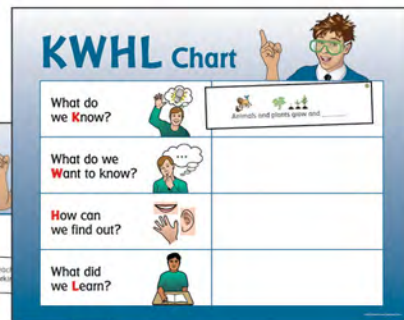 KWHL Chart
What do
we Know?
Animals and plants grow and ______.
What do we
Want to know?
How can
we find out?
What did
we Learn?